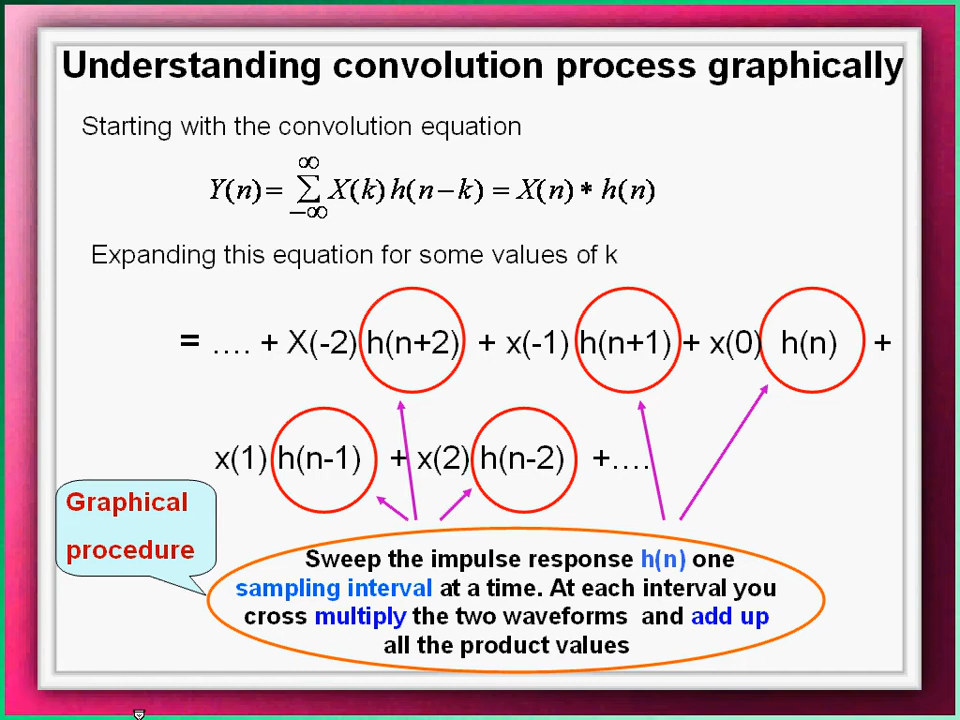 Understanding convolution process graphically
Starting with the convolution equation
Y(n) = ∑_{-∞}^{∞} X(k) h(n − k) = X(n) * h(n)
Expanding this equation for some values of k
= .... + X(-2) h(n+2) + x(-1) h(n+1) + x(0) h(n) +
x(1) h(n-1) + x(2) h(n-2) +....
Graphical
procedure
Sweep the impulse response h(n) one
sampling interval at a time. At each interval you
cross multiply the two waveforms and add up
all the product values